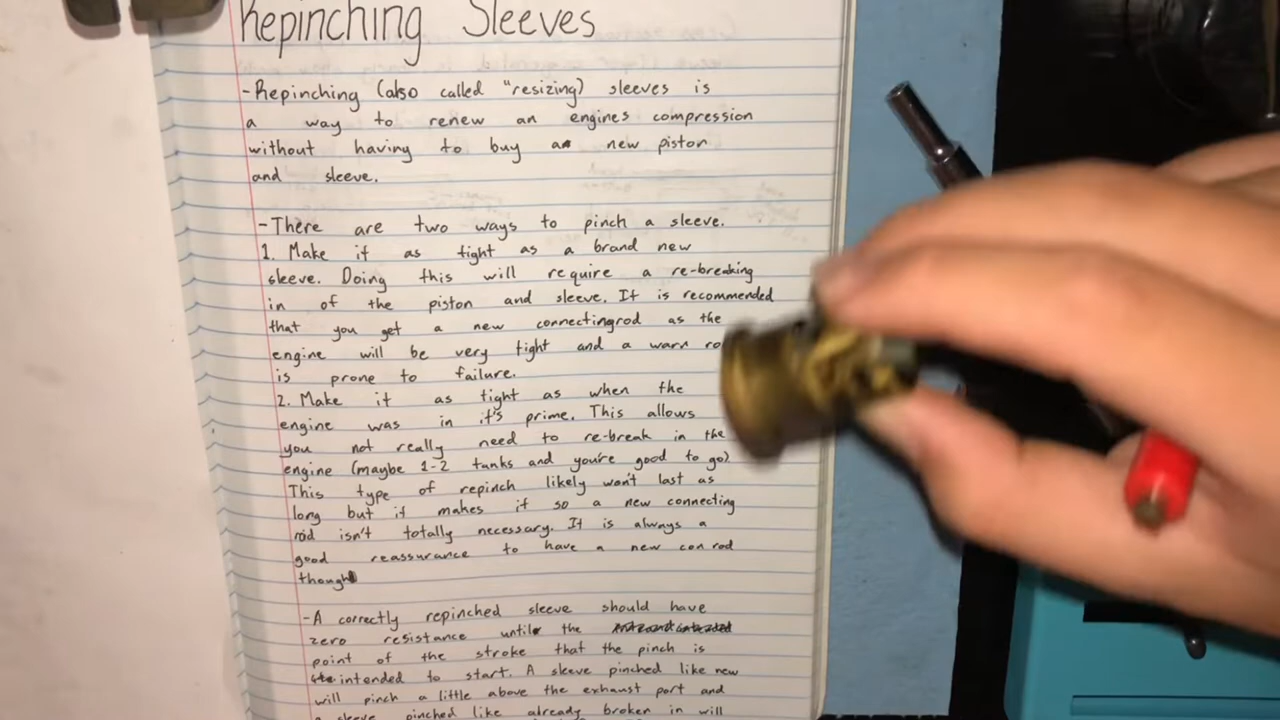 Repinching Sleeves
-Repinching (also called "resizing) sleeves is
a way to renew an engines compression
without having to buy a new piston
and sleeve.
-There are two ways to pinch a sleeve.
1. Make it as tight as a brand new
sleeve. Doing this will require a re-breaking
in of the piston and sleeve. It is recommended
that you get a new connectingrod as the
engine will be very tight and a warn
is prone to failure.
2. Make it as tight as when the
engine was in it's prime. This allows
you not really need to re-break in the
engine (maybe 1-2 tanks and you're good to go)
This type of repinch likely won't last as
long but it makes it so a new connecting
rod isn't totally necessary. It is always a
good reassurance to have a new con rod
though
-A correctly repinched sleeve should have
zero resistance until the
point of the stroke that the pinch is
intended to start. A sleeve pinched like new
will pinch a little above the exhaust port and
a sleeve pinched like already broken in will